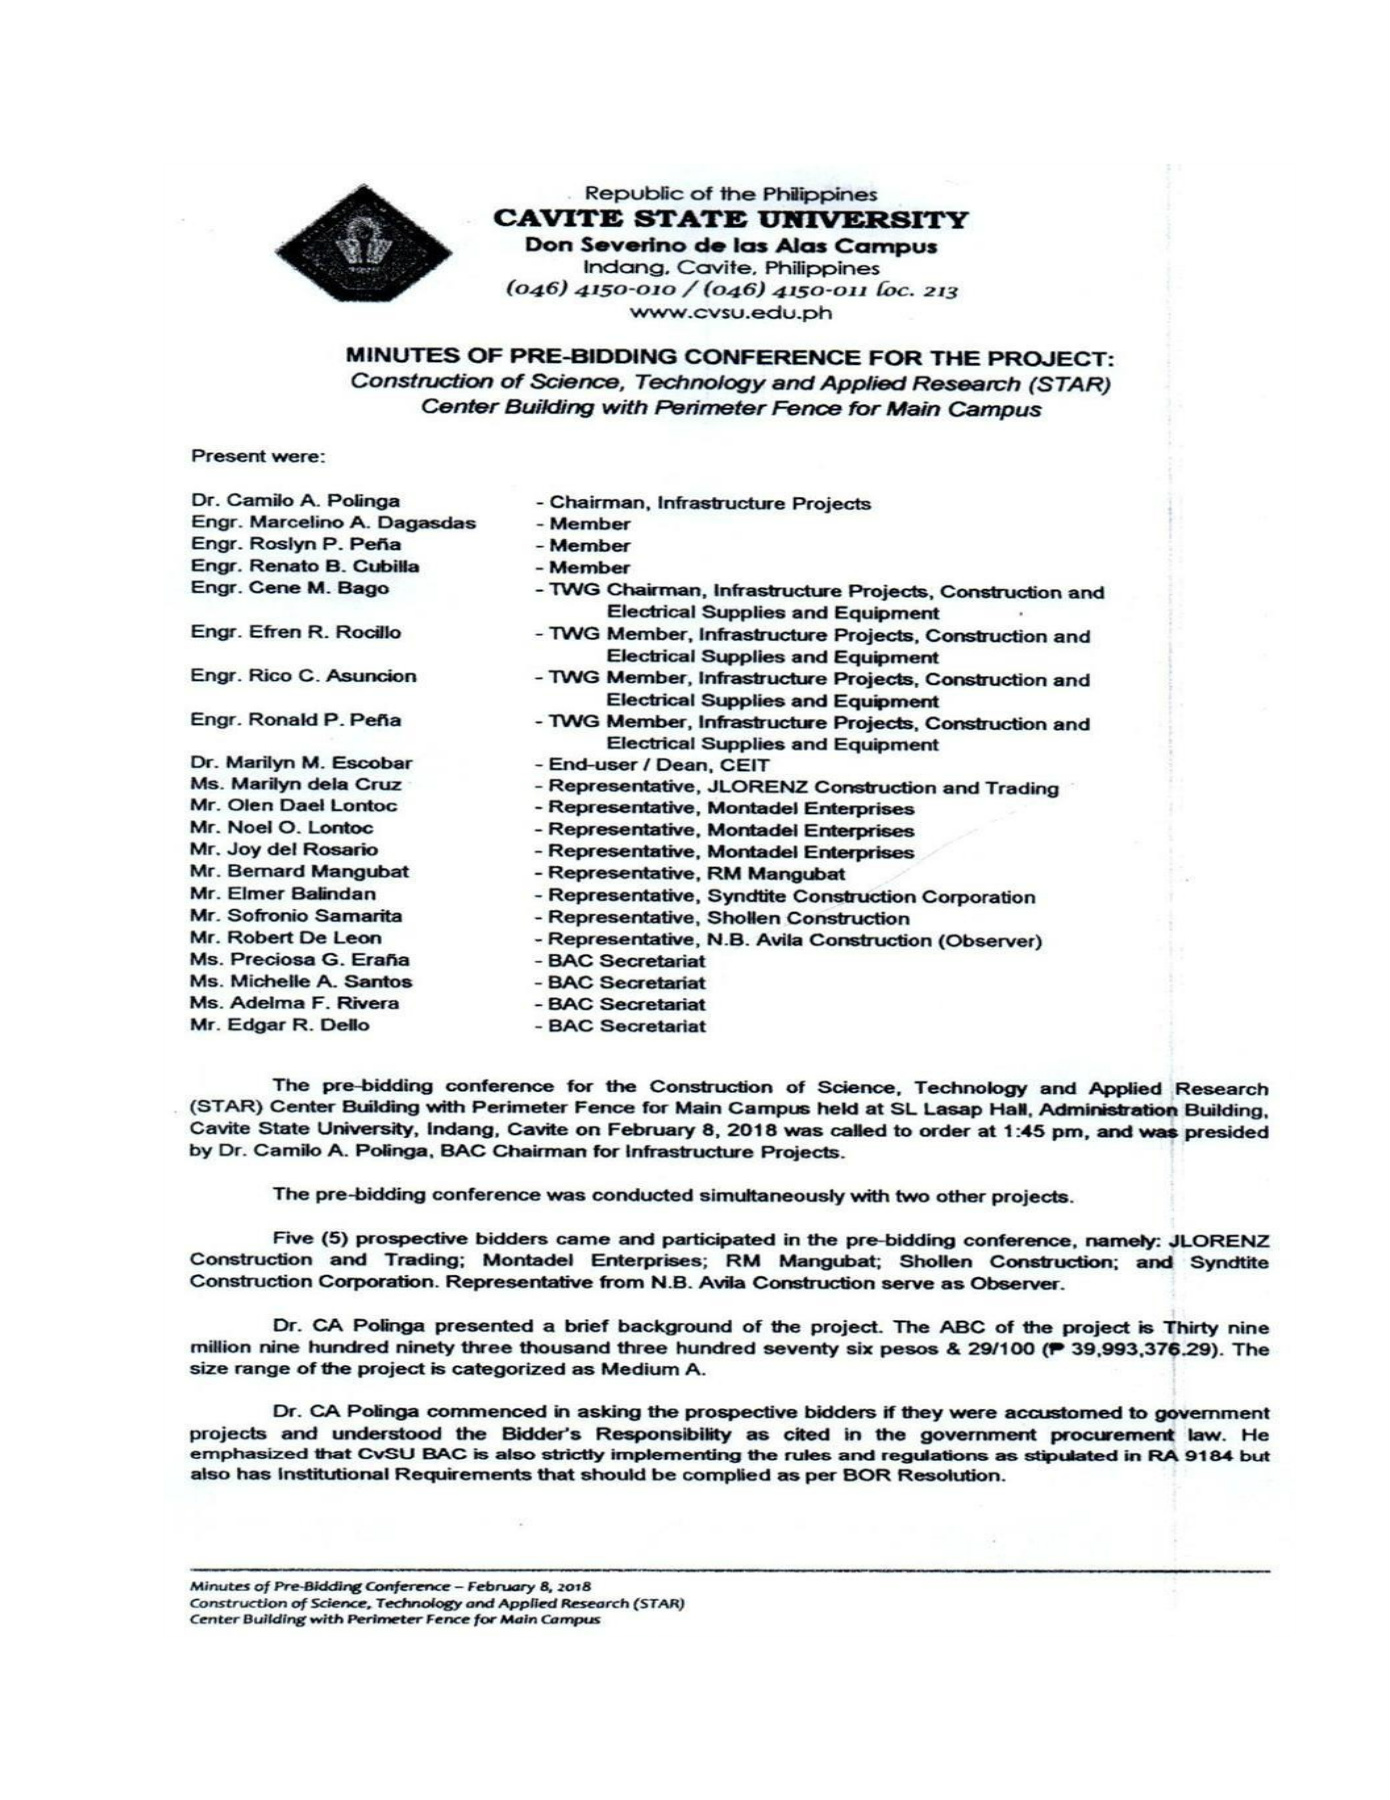 Republic of the Philippines
CAVITE STATE UNIVERSITY
Don Severino de las Alas Campus
Indang, Cavite, Philippines
(046) 4150-010 / (046) 4150-011 loc. 213
www.cvsu.edu.ph
MINUTES OF PRE-BIDDING CONFERENCE FOR THE PROJECT:
Construction of Science, Technology and Applied Research (STAR)
Center Building with Perimeter Fence for Main Campus
Present were:
Dr. Camilo A. Polinga - Chairman, Infrastructure Projects
Engr. Marcelino A. Dagasdas - Member
Engr. Roslyn P. Peña - Member
Engr. Renato B. Cubilla - Member
Engr. Cene M. Bago - TWG Chairman, Infrastructure Projects, Construction and
Electrical Supplies and Equipment
Engr. Efren R. Rocillo - TWG Member, Infrastructure Projects, Construction and
Electrical Supplies and Equipment
Engr. Rico C. Asuncion - TWG Member, Infrastructure Projects, Construction and
Electrical Supplies and Equipment
Engr. Ronald P. Peña - TWG Member, Infrastructure Projects, Construction and
Electrical Supplies and Equipment
Dr. Marilyn M. Escobar - End-user / Dean, CEIT
Ms. Marilyn dela Cruz - Representative, JLORENZ Construction and Trading
Mr. Olen Dael Lontoc - Representative, Montadel Enterprises
Mr. Noel O. Lontoc - Representative, Montadel Enterprises
Mr. Joy del Rosario - Representative, Montadel Enterprises
Mr. Bernard Mangubat - Representative, RM Mangubat
Mr. Elmer Balindan - Representative, Syndtite Construction Corporation
Mr. Sofronio Samarita - Representative, Shollen Construction
Mr. Robert De Leon - Representative, N.B. Avila Construction (Observer)
Ms. Preciosa G. Eraña - BAC Secretariat
Ms. Michelle A. Santos - BAC Secretariat
Ms. Adelma F. Rivera - BAC Secretariat
Mr. Edgar R. Dello - BAC Secretariat
The pre-bidding conference for the Construction of Science, Technology and Applied Research
(STAR) Center Building with Perimeter Fence for Main Campus held at SL Lasap Hall, Administration Building,
Cavite State University, Indang, Cavite on February 8, 2018 was called to order at 1:45 pm, and was presided
by Dr. Camilo A. Polinga, BAC Chairman for Infrastructure Projects.
The pre-bidding conference was conducted simultaneously with two other projects.
Five (5) prospective bidders came and participated in the pre-bidding conference, namely: JLORENZ
Construction and Trading; Montadel Enterprises; RM Mangubat; Shollen Construction; and Syndtite
Construction Corporation. Representative from N.B. Avila Construction serve as Observer.
Dr. CA Polinga presented a brief background of the project. The ABC of the project is Thirty nine
million nine hundred ninety three thousand three hundred seventy six pesos & 29/100 (₱ 39,993,376.29). The
size range of the project is categorized as Medium A.
Dr. CA Polinga commenced in asking the prospective bidders if they were accustomed to government
projects and understood the Bidder's Responsibility as cited in the government procurement law. He
emphasized that CvSU BAC is also strictly implementing the rules and regulations as stipulated in RA 9184 but
also has Institutional Requirements that should be complied as per BOR Resolution.
Minutes of Pre-Bidding Conference – February 8, 2018
Construction of Science, Technology and Applied Research (STAR)
Center Building with Perimeter Fence for Main Campus